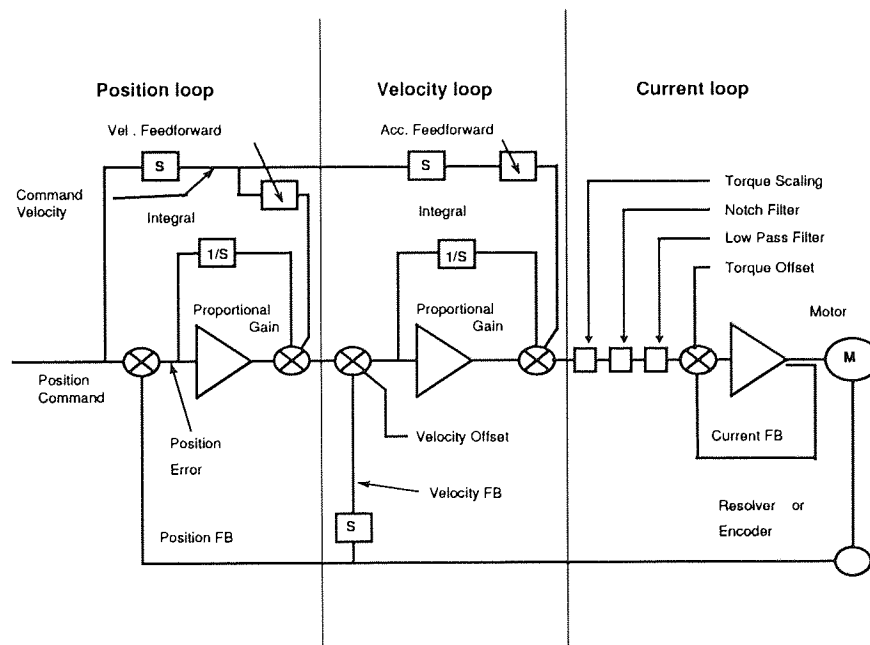 Position loop
Velocity loop
Current loop
Vel . Feedforward
Acc. Feedforward
S
S
Command
Velocity
Integral
Integral
Torque Scaling
Notch Filter
Low Pass Filter
Torque Offset
1/S
1/S
Proportional
Gain
Proportional
Gain
Motor
M
Position
Command
Position
Error
Velocity Offset
Current FB
Velocity FB
Resolver or
Encoder
S
Position FB